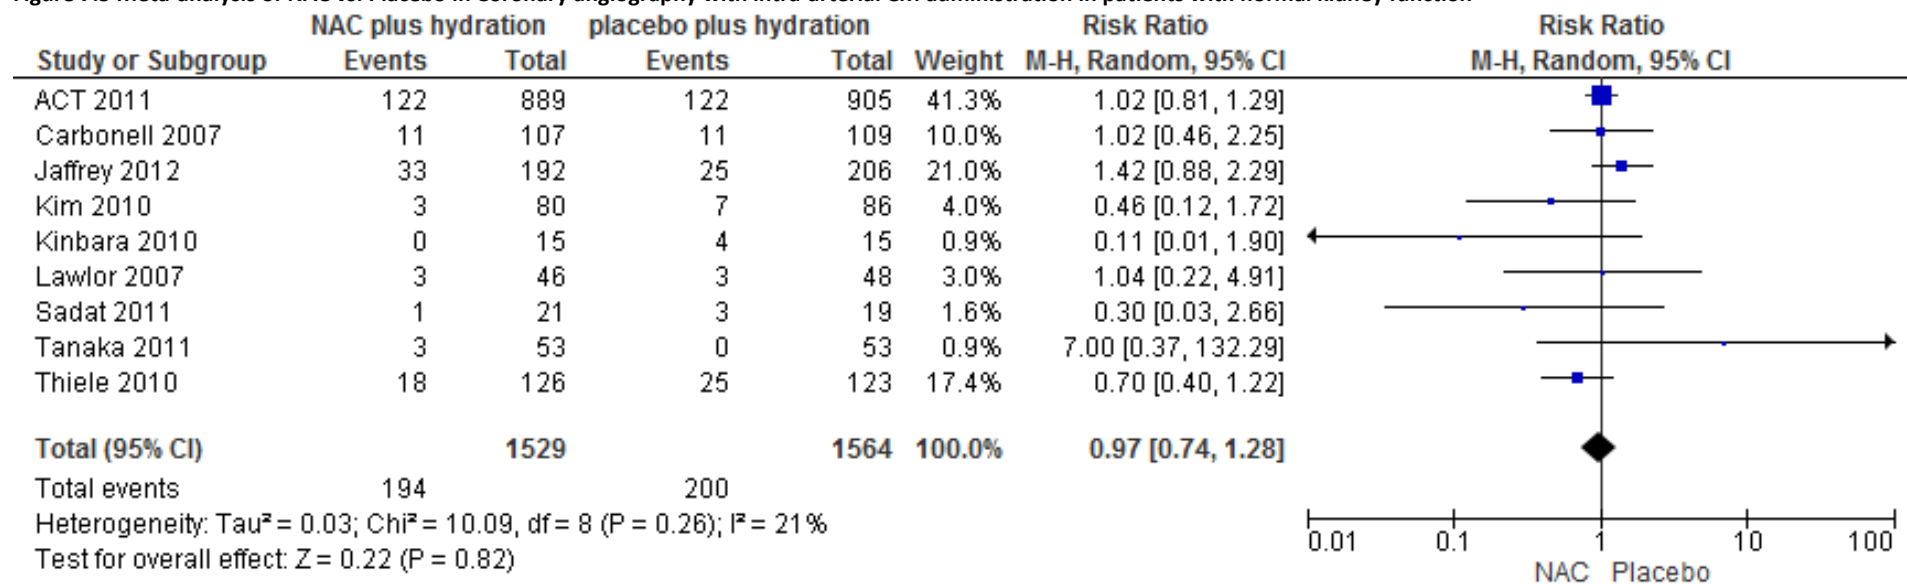 NAC plus hydration placebo plus hydration Risk Ratio Risk Ratio
Study or Subgroup Events Total Events Total Weight M-H, Random, 95% CI M-H, Random, 95% CI
ACT 2011 122 889 122 905 41.3% 1.02 [0.81, 1.29]
Carbonell 2007 11 107 11 109 10.0% 1.02 [0.46, 2.25]
Jaffrey 2012 33 192 25 206 21.0% 1.42 [0.88, 2.29]
Kim 2010 3 80 7 86 4.0% 0.46 [0.12, 1.72]
Kinbara 2010 0 15 4 15 0.9% 0.11 [0.01, 1.90]
Lawlor 2007 3 46 3 48 3.0% 1.04 [0.22, 4.91]
Sadat 2011 1 21 3 19 1.6% 0.30 [0.03, 2.66]
Tanaka 2011 3 53 0 53 0.9% 7.00 [0.37, 132.29]
Thiele 2010 18 126 25 123 17.4% 0.70 [0.40, 1.22]
Total (95% CI) 1529 1564 100.0% 0.97 [0.74, 1.28]
Total events 194 200
Heterogeneity: Tau² = 0.03; Chi² = 10.09, df = 8 (P = 0.26); I² = 21%
Test for overall effect: Z = 0.22 (P = 0.82)
0.01 0.1 1 10 100
NAC Placebo